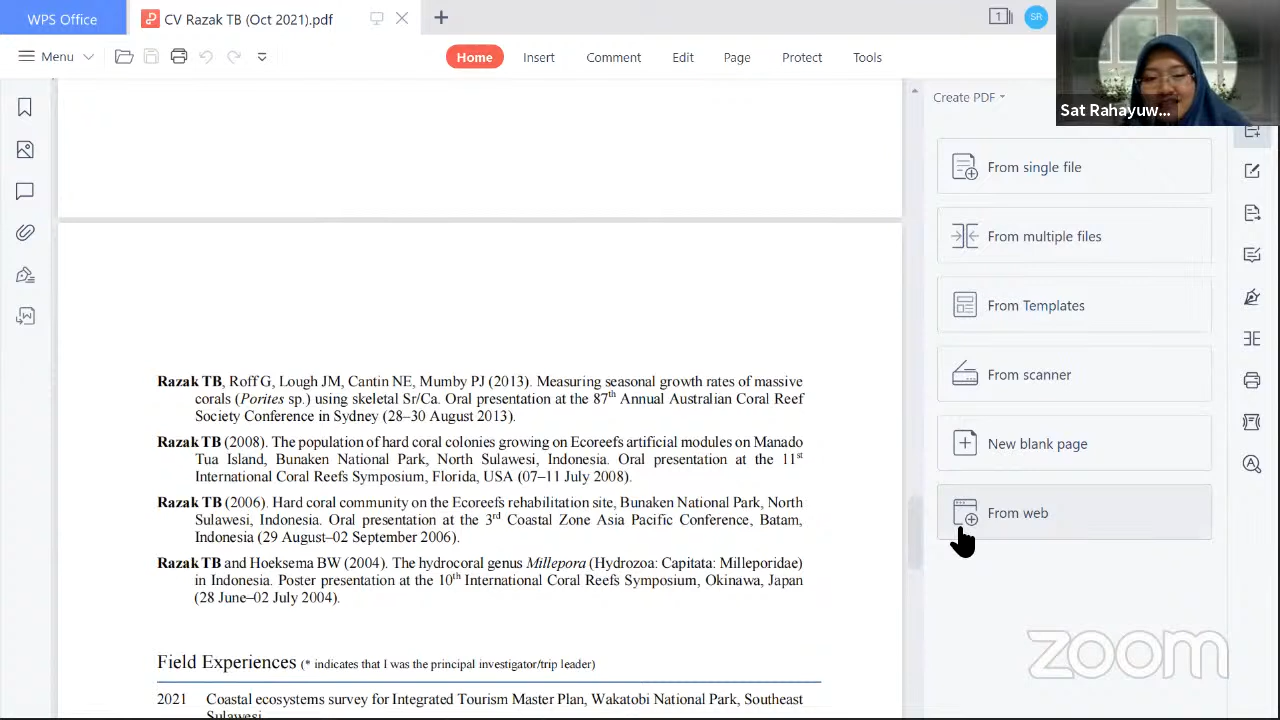 WPS Office
CV Razak TB (Oct 2021).pdf
1
SR
Menu
Home
Insert
Comment
Edit
Page
Protect
Tools
Sat Rahayuw...
Create PDF
From single file
From multiple files
From Templates
From scanner
New blank page
From web
Razak TB, Roff G, Lough JM, Cantin NE, Mumby PJ (2013). Measuring seasonal growth rates of massive
corals (Porites sp.) using skeletal Sr/Ca. Oral presentation at the 87th Annual Australian Coral Reef
Society Conference in Sydney (28–30 August 2013).
Razak TB (2008). The population of hard coral colonies growing on Ecoreefs artificial modules on Manado
Tua Island, Bunaken National Park, North Sulawesi, Indonesia. Oral presentation at the 11st
International Coral Reefs Symposium, Florida, USA (07–11 July 2008).
Razak TB (2006). Hard coral community on the Ecoreefs rehabilitation site, Bunaken National Park, North
Sulawesi, Indonesia. Oral presentation at the 3rd Coastal Zone Asia Pacific Conference, Batam,
Indonesia (29 August–02 September 2006).
Razak TB and Hoeksema BW (2004). The hydrocoral genus Millepora (Hydrozoa: Capitata: Milleporidae)
in Indonesia. Poster presentation at the 10th International Coral Reefs Symposium, Okinawa, Japan
(28 June–02 July 2004).
Field Experiences (* indicates that I was the principal investigator/trip leader)
2021 Coastal ecosystems survey for Integrated Tourism Master Plan, Wakatobi National Park, Southeast
Sulawesi
zoom